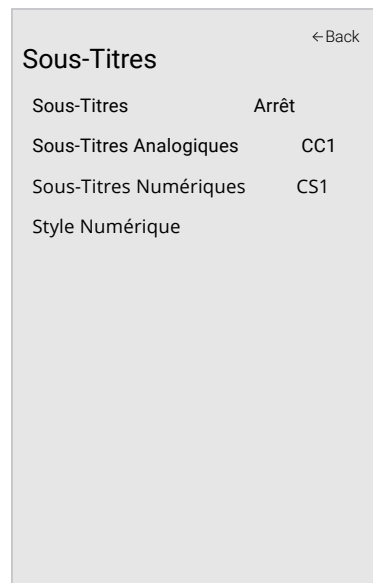 ←Back
Sous-Titres
Sous-Titres Arrêt
Sous-Titres Analogiques CC1
Sous-Titres Numériques CS1
Style Numérique